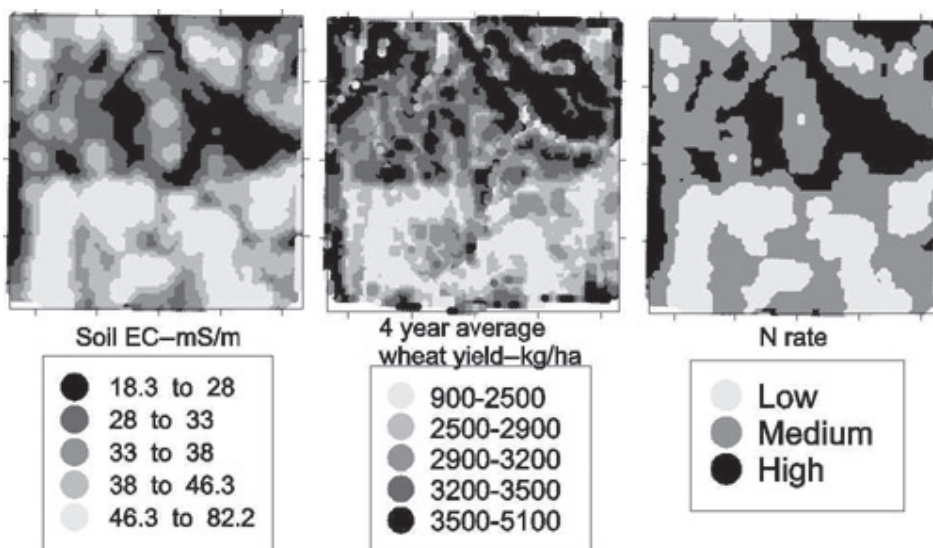 Soil EC–mS/m
18.3 to 28
28 to 33
33 to 38
38 to 46.3
46.3 to 82.2
4 year average
wheat yield–kg/ha
900-2500
2500-2900
2900-3200
3200-3500
3500-5100
N rate
Low
Medium
High